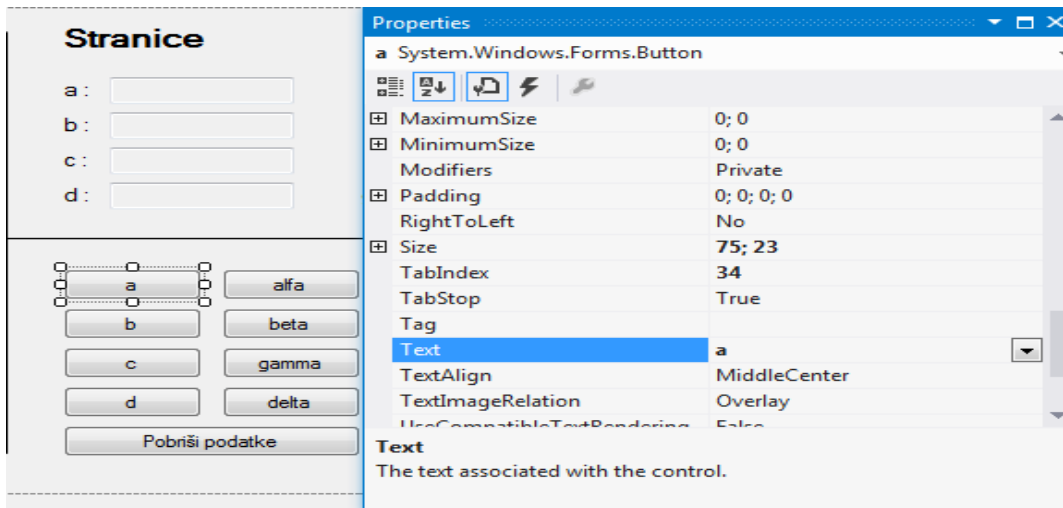 Stranice
a :
b :
c :
d :
a alfa
b beta
c gamma
d delta
Pobriši podatke
Properties
a System.Windows.Forms.Button
MaximumSize 0; 0
MinimumSize 0; 0
Modifiers Private
Padding 0; 0; 0; 0
RightToLeft No
Size 75; 23
TabIndex 34
TabStop True
Tag
Text a
TextAlign MiddleCenter
TextImageRelation Overlay
UseCompatibleTextRendering False
Text
The text associated with the control.